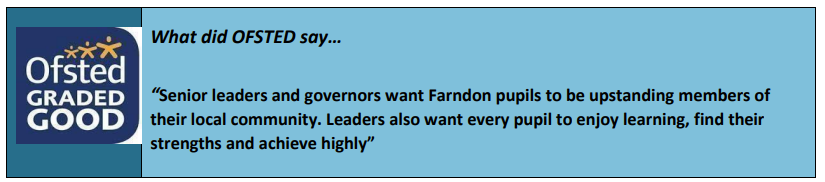 Ofsted
GRADED
GOOD
What did OFSTED say…
“Senior leaders and governors want Farndon pupils to be upstanding members of
their local community. Leaders also want every pupil to enjoy learning, find their
strengths and achieve highly”